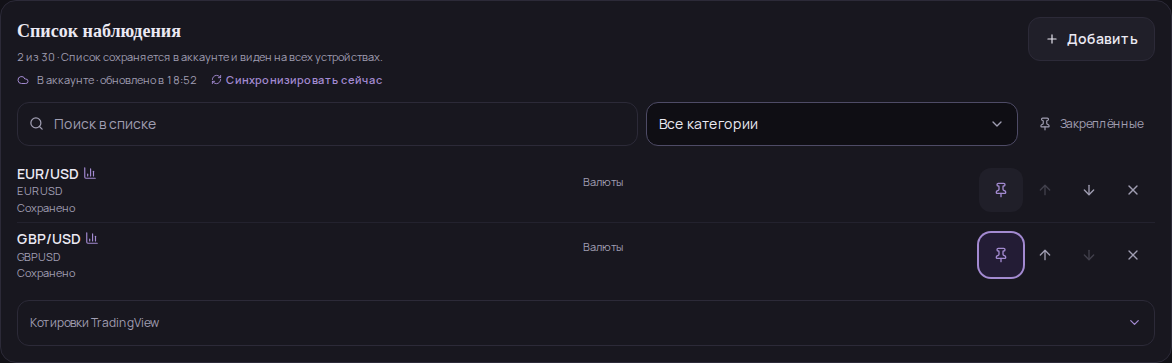 Список наблюдения
Добавить
2 из 30 · Список сохраняется в аккаунте и виден на всех устройствах.
В аккаунте · обновлено в 18:52 Синхронизировать сейчас
Поиск в списке
Все категории
Закреплённые
EUR/USD
EURUSD
Сохранено
Валюты
GBP/USD
GBPUSD
Сохранено
Валюты
Котировки TradingView